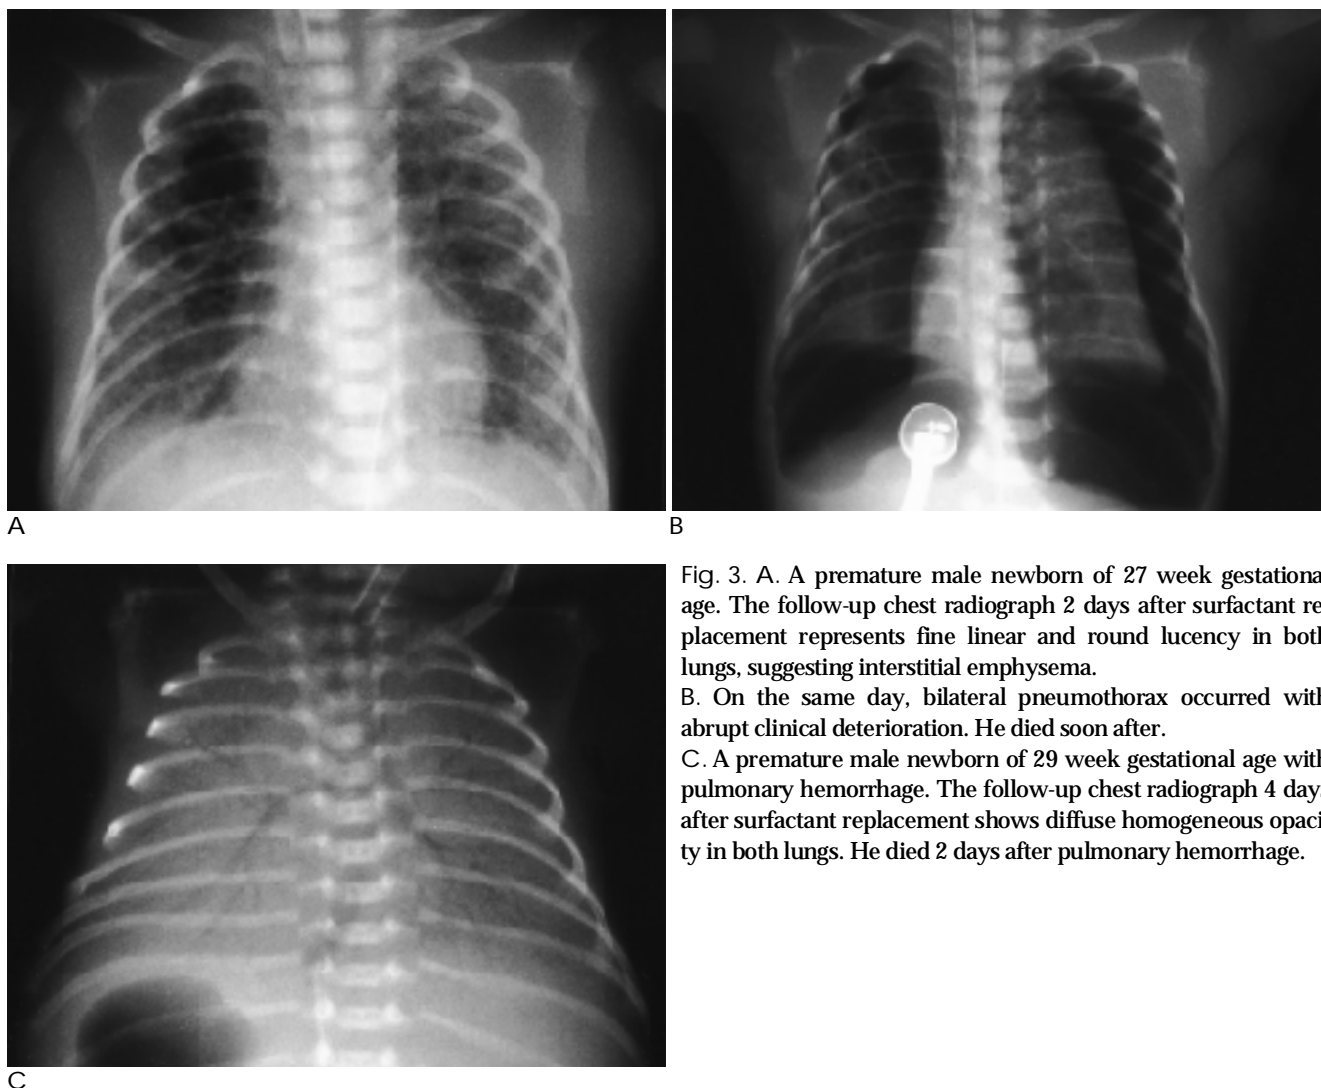 A
B
Fig. 3. A. A premature male newborn of 27 week gestationa
age. The follow-up chest radiograph 2 days after surfactant re
placement represents fine linear and round lucency in both
lungs, suggesting interstitial emphysema.
B. On the same day, bilateral pneumothorax occurred with
abrupt clinical deterioration. He died soon after.
C. A premature male newborn of 29 week gestational age with
pulmonary hemorrhage. The follow-up chest radiograph 4 day
after surfactant replacement shows diffuse homogeneous opaci
ty in both lungs. He died 2 days after pulmonary hemorrhage.
C